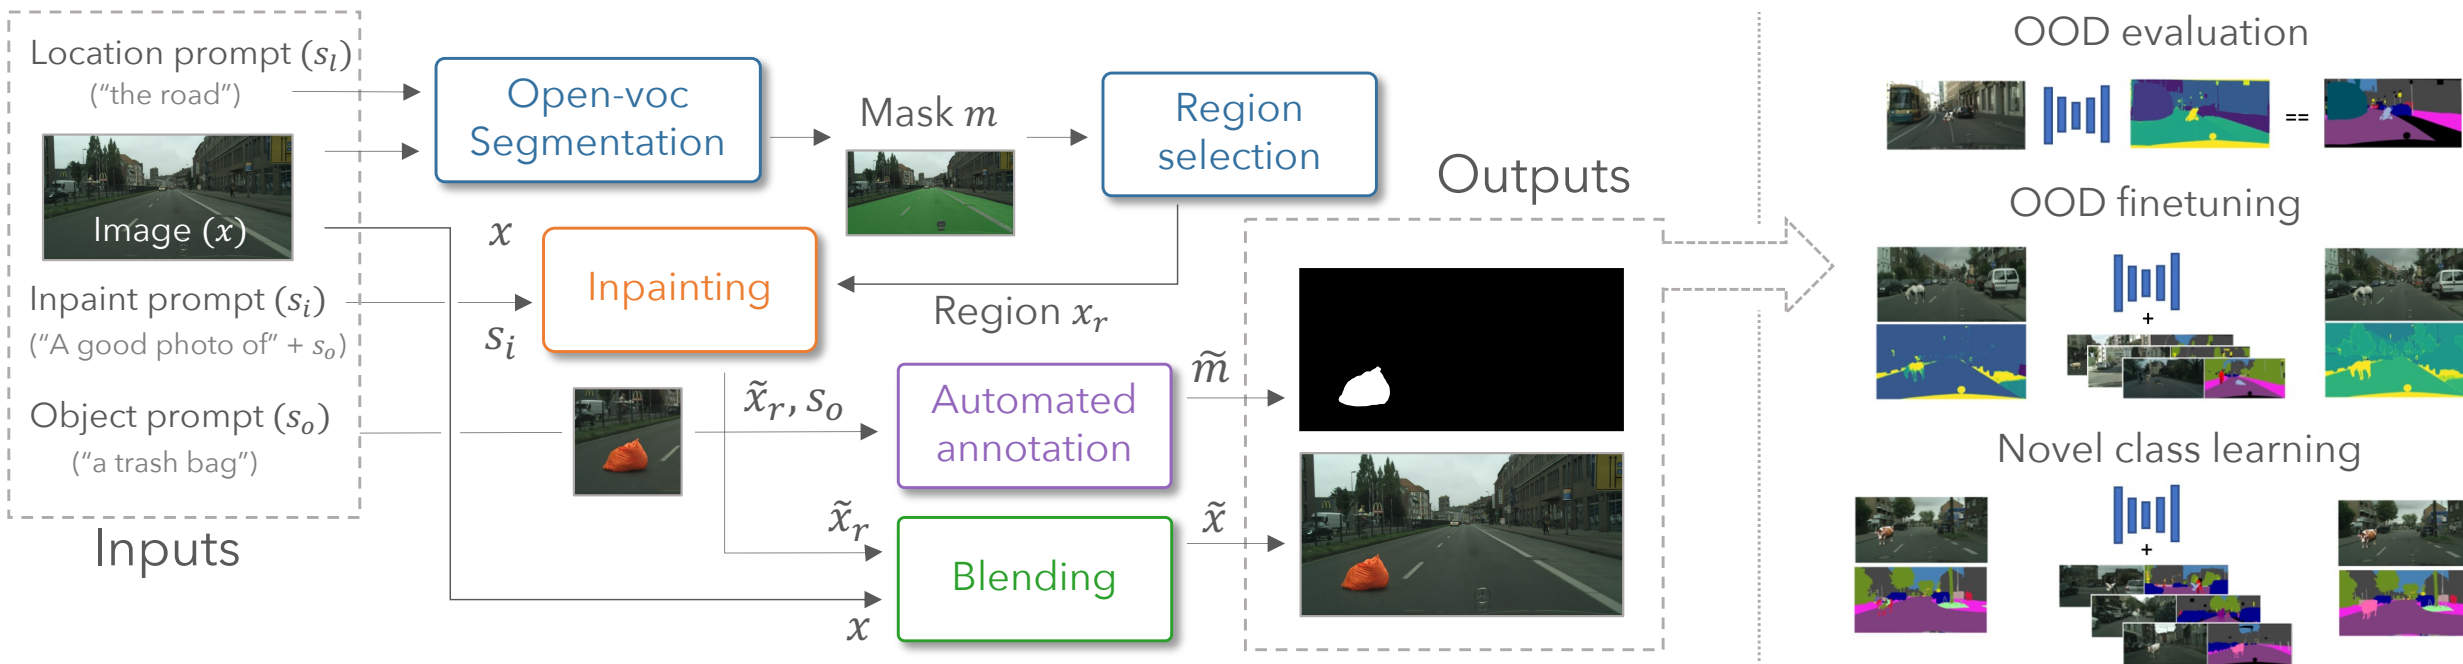 Location prompt (s_l)
("the road")
Image (x)
Inpaint prompt (s_i)
("A good photo of" + s_o)
Object prompt (s_o)
("a trash bag")
Inputs
Open-voc
Segmentation
Mask m
Region
selection
x
s_i
Inpainting
Region x_r
x̃_r, s_o
Automated
annotation
m̃
x̃_r
x
Blending
x̃
Outputs
OOD evaluation
==
OOD finetuning
+
Novel class learning
+